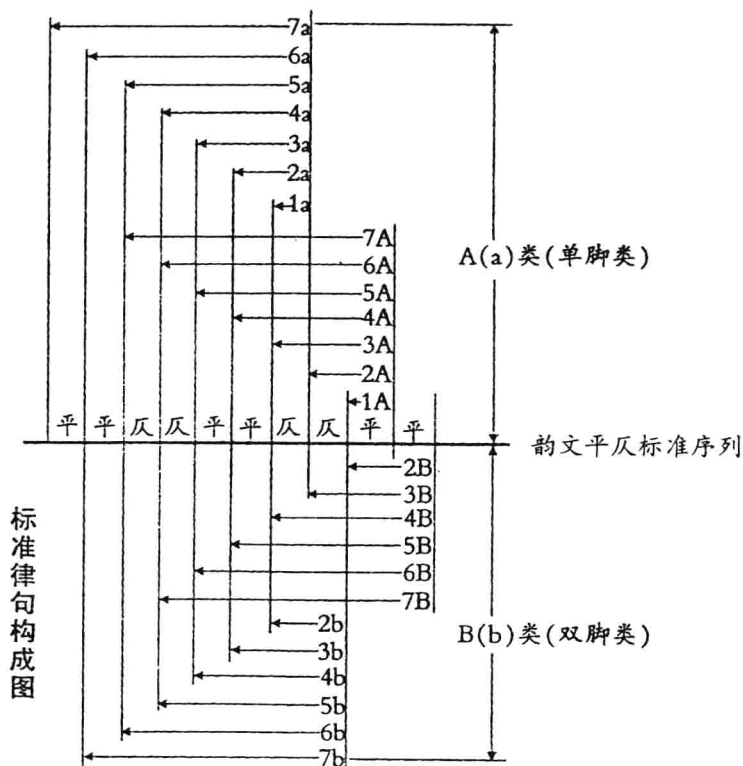 7a
6a
5a
4a
3a
2a
1a
7A
6A
5A
4A
3A
2A
1A
A(a)类(单脚类)
平 平 仄 仄 平 平 仄 仄 平 平
韵文平仄标准序列
2B
3B
4B
5B
6B
7B
2b
3b
4b
5b
6b
7b
B(b)类(双脚类)
标准律句构成图